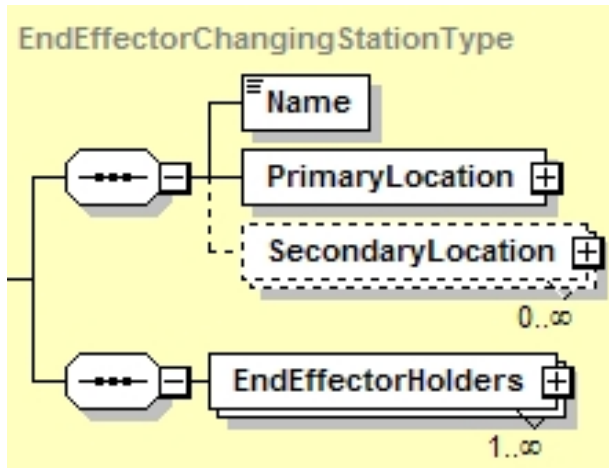 EndEffectorChangingStationType
Name
PrimaryLocation
SecondaryLocation
0..∞
EndEffectorHolders
1..∞